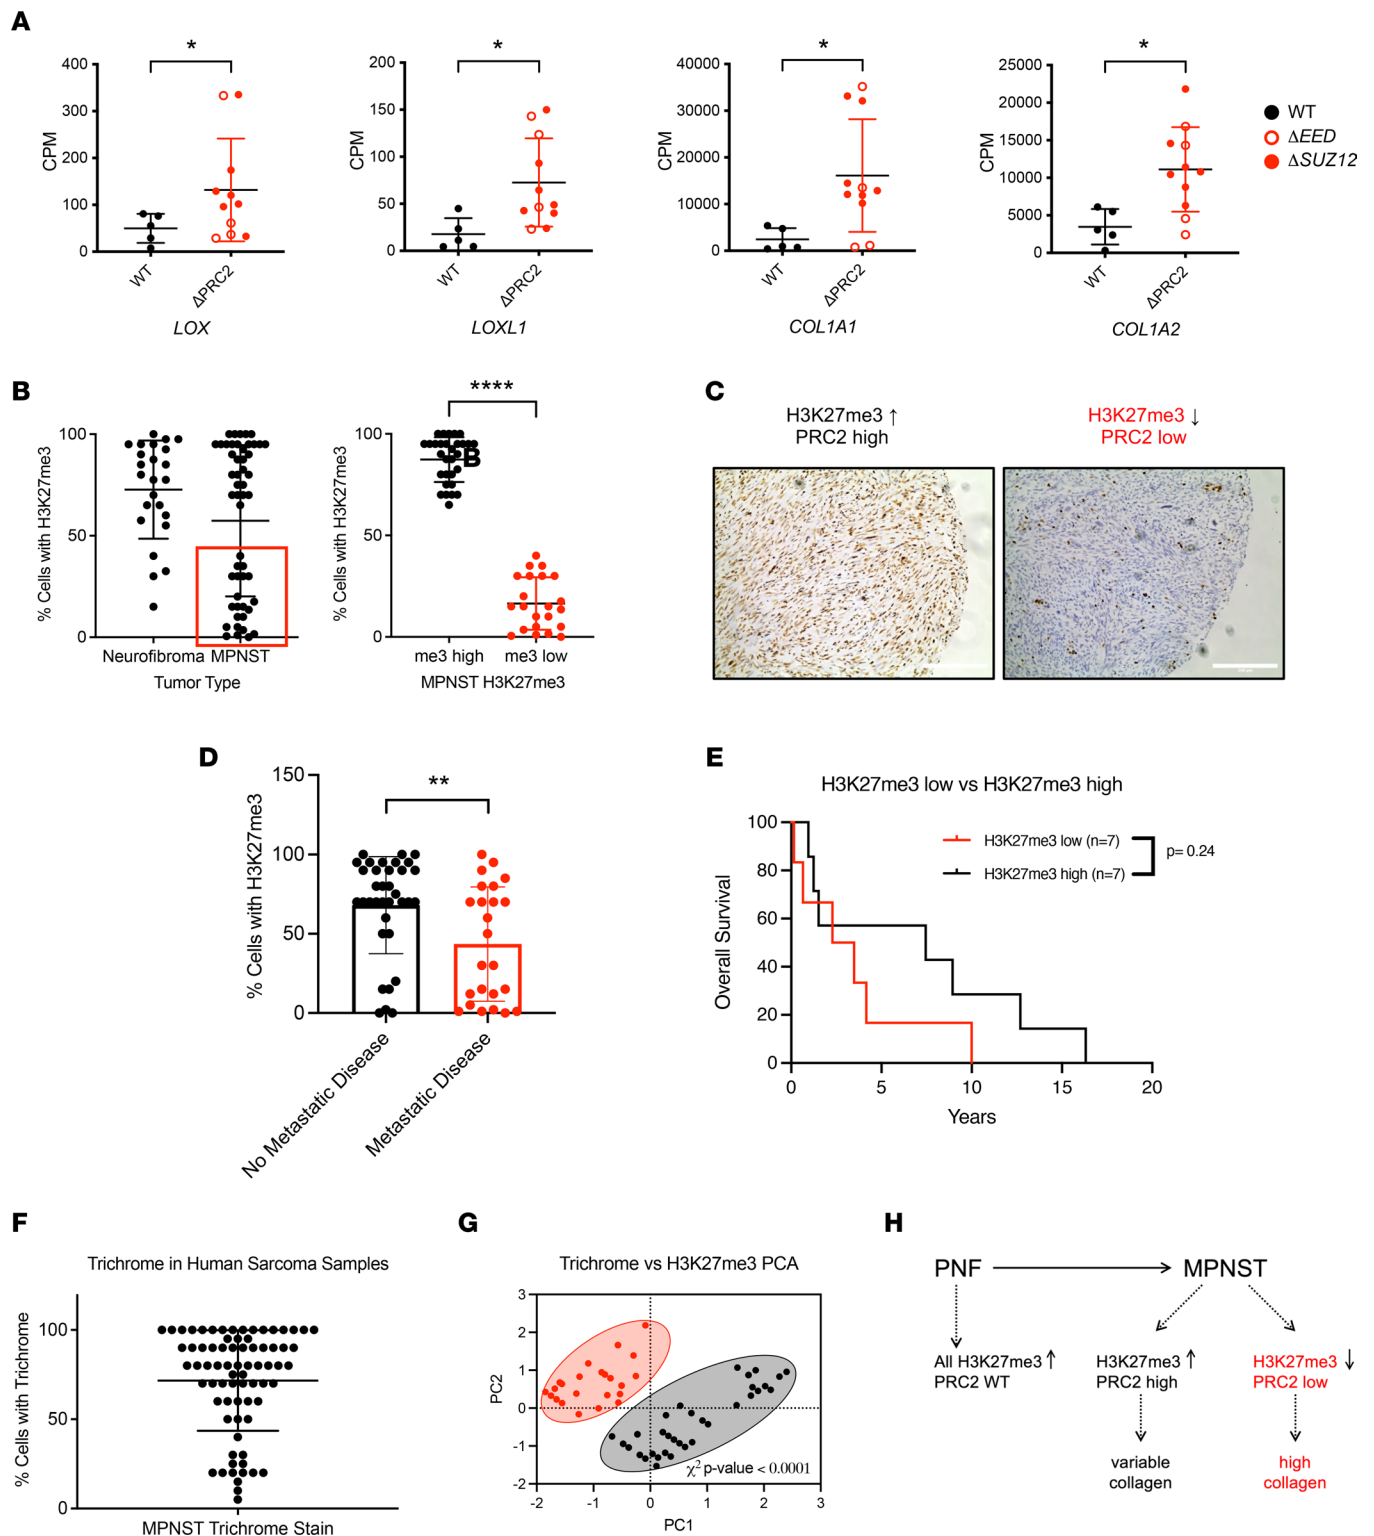 A
*
*
*
*
400
300
200
100
0
CPM
WT
ΔPRC2
LOX
200
150
100
50
0
CPM
WT
ΔPRC2
LOXL1
40000
30000
20000
10000
0
CPM
WT
ΔPRC2
COL1A1
25000
20000
15000
10000
5000
0
CPM
WT
ΔPRC2
COL1A2
WT
ΔEED
ΔSUZ12
B
100
50
0
% Cells with H3K27me3
Neurofibroma MPNST
Tumor Type
****
100
50
0
% Cells with H3K27me3
B
me3 high
me3 low
MPNST H3K27me3
C
H3K27me3 ↑
PRC2 high
H3K27me3 ↓
PRC2 low
D
150
100
50
0
% Cells with H3K27me3
**
No Metastatic Disease
Metastatic Disease
E
H3K27me3 low vs H3K27me3 high
100
80
60
40
20
0
Overall Survival
H3K27me3 low (n=7)
H3K27me3 high (n=7)
p= 0.24
0
5
10
15
20
Years
F
Trichrome in Human Sarcoma Samples
100
50
0
% Cells with Trichrome
MPNST Trichrome Stain
G
Trichrome vs H3K27me3 PCA
3
2
1
0
-1
-2
PC2
χ² p-value < 0.0001
-2
-1
0
1
2
3
PC1
H
PNF
MPNST
All H3K27me3 ↑
PRC2 WT
H3K27me3 ↑
PRC2 high
H3K27me3 ↓
PRC2 low
variable
collagen
high
collagen